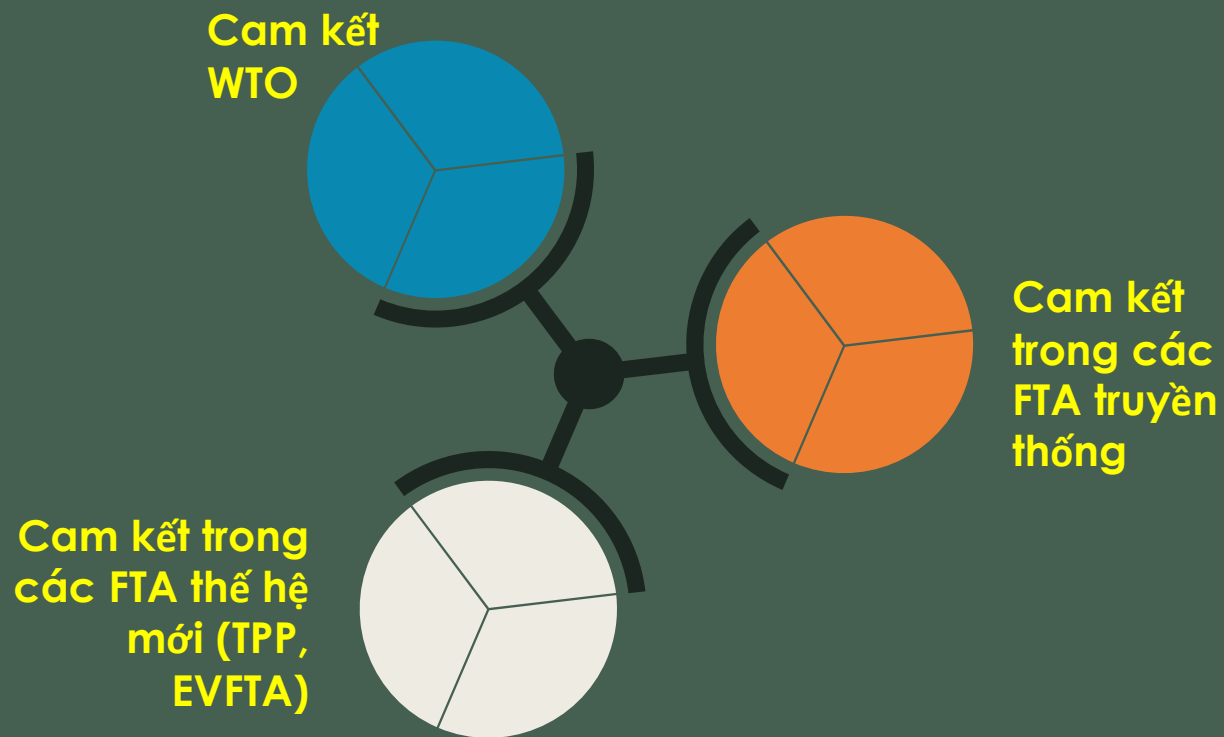 Cam kết
WTO
Cam kết
trong các
FTA truyền
thống
Cam kết trong
các FTA thế hệ
mới (TPP,
EVFTA)